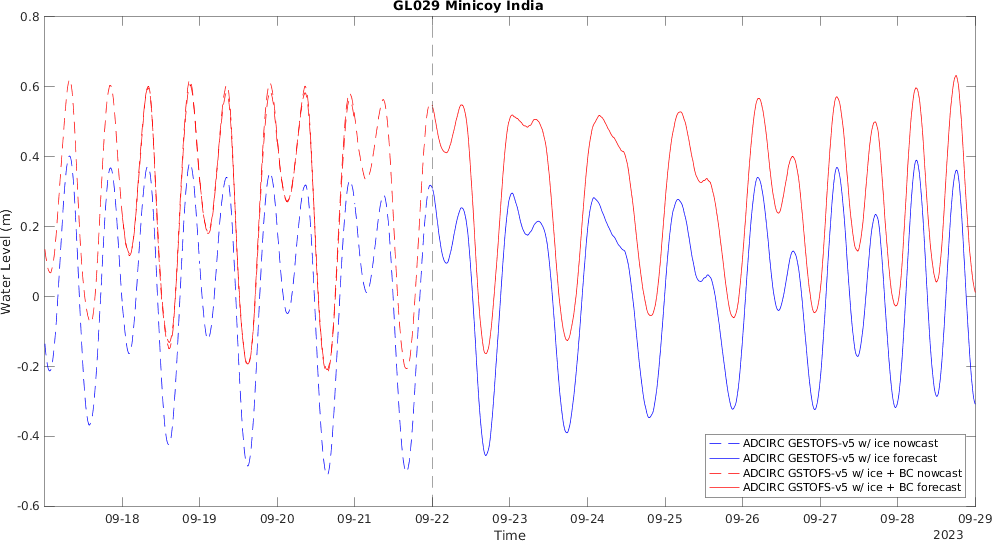 GL029 Minicoy India
0.8
0.6
0.4
0.2
0
-0.2
-0.4
-0.6
Water Level (m)
09-18 09-19 09-20 09-21 09-22 09-23 09-24 09-25 09-26 09-27 09-28 09-29
Time
2023
ADCIRC GESTOFS-v5 w/ ice nowcast
ADCIRC GESTOFS-v5 w/ ice forecast
ADCIRC GSTOFS-v5 w/ ice + BC nowcast
ADCIRC GSTOFS-v5 w/ ice + BC forecast